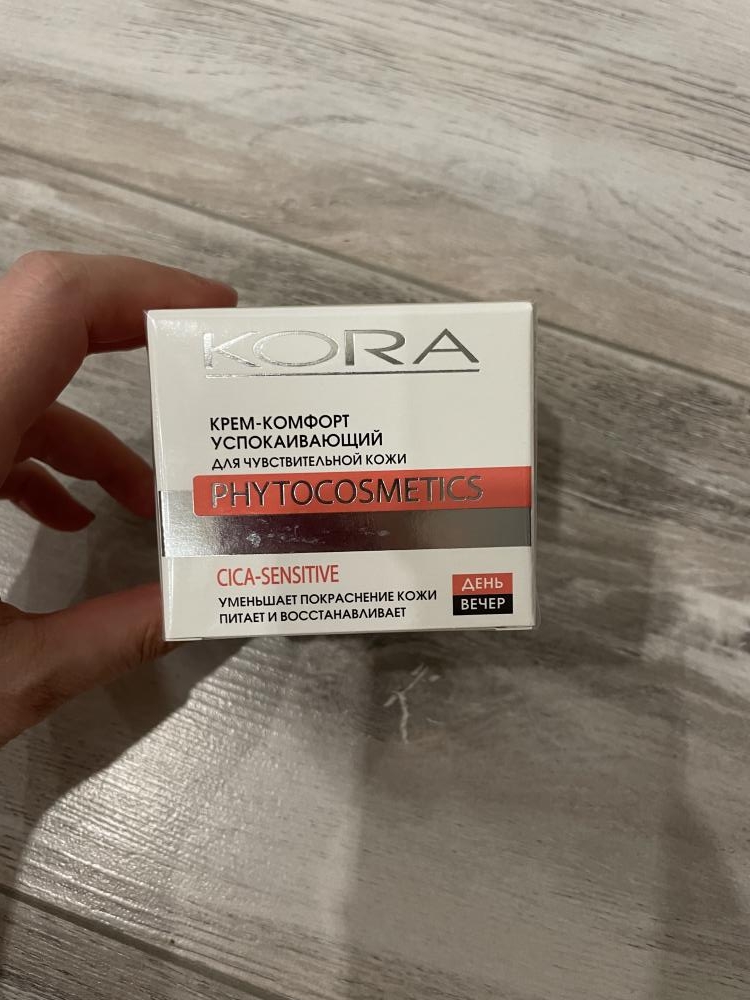 KORA
КРЕМ-КОМФОРТ
УСПОКАИВАЮЩИЙ
ДЛЯ ЧУВСТВИТЕЛЬНОЙ КОЖИ
PHYTOCOSMETICS
CICA-SENSITIVE
УМЕНЬШАЕТ ПОКРАСНЕНИЕ КОЖИ
ПИТАЕТ И ВОССТАНАВЛИВАЕТ
ДЕНЬ
ВЕЧЕР